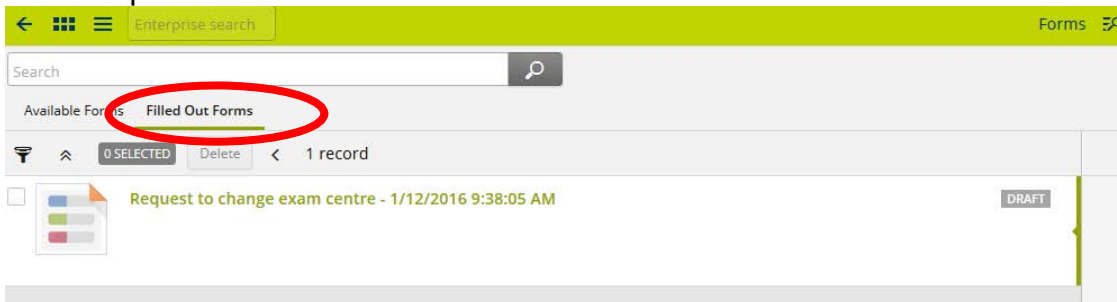 Enterprise search
Forms
Search
Available Forms Filled Out Forms
0 SELECTED Delete 1 record
Request to change exam centre - 1/12/2016 9:38:05 AM DRAFT